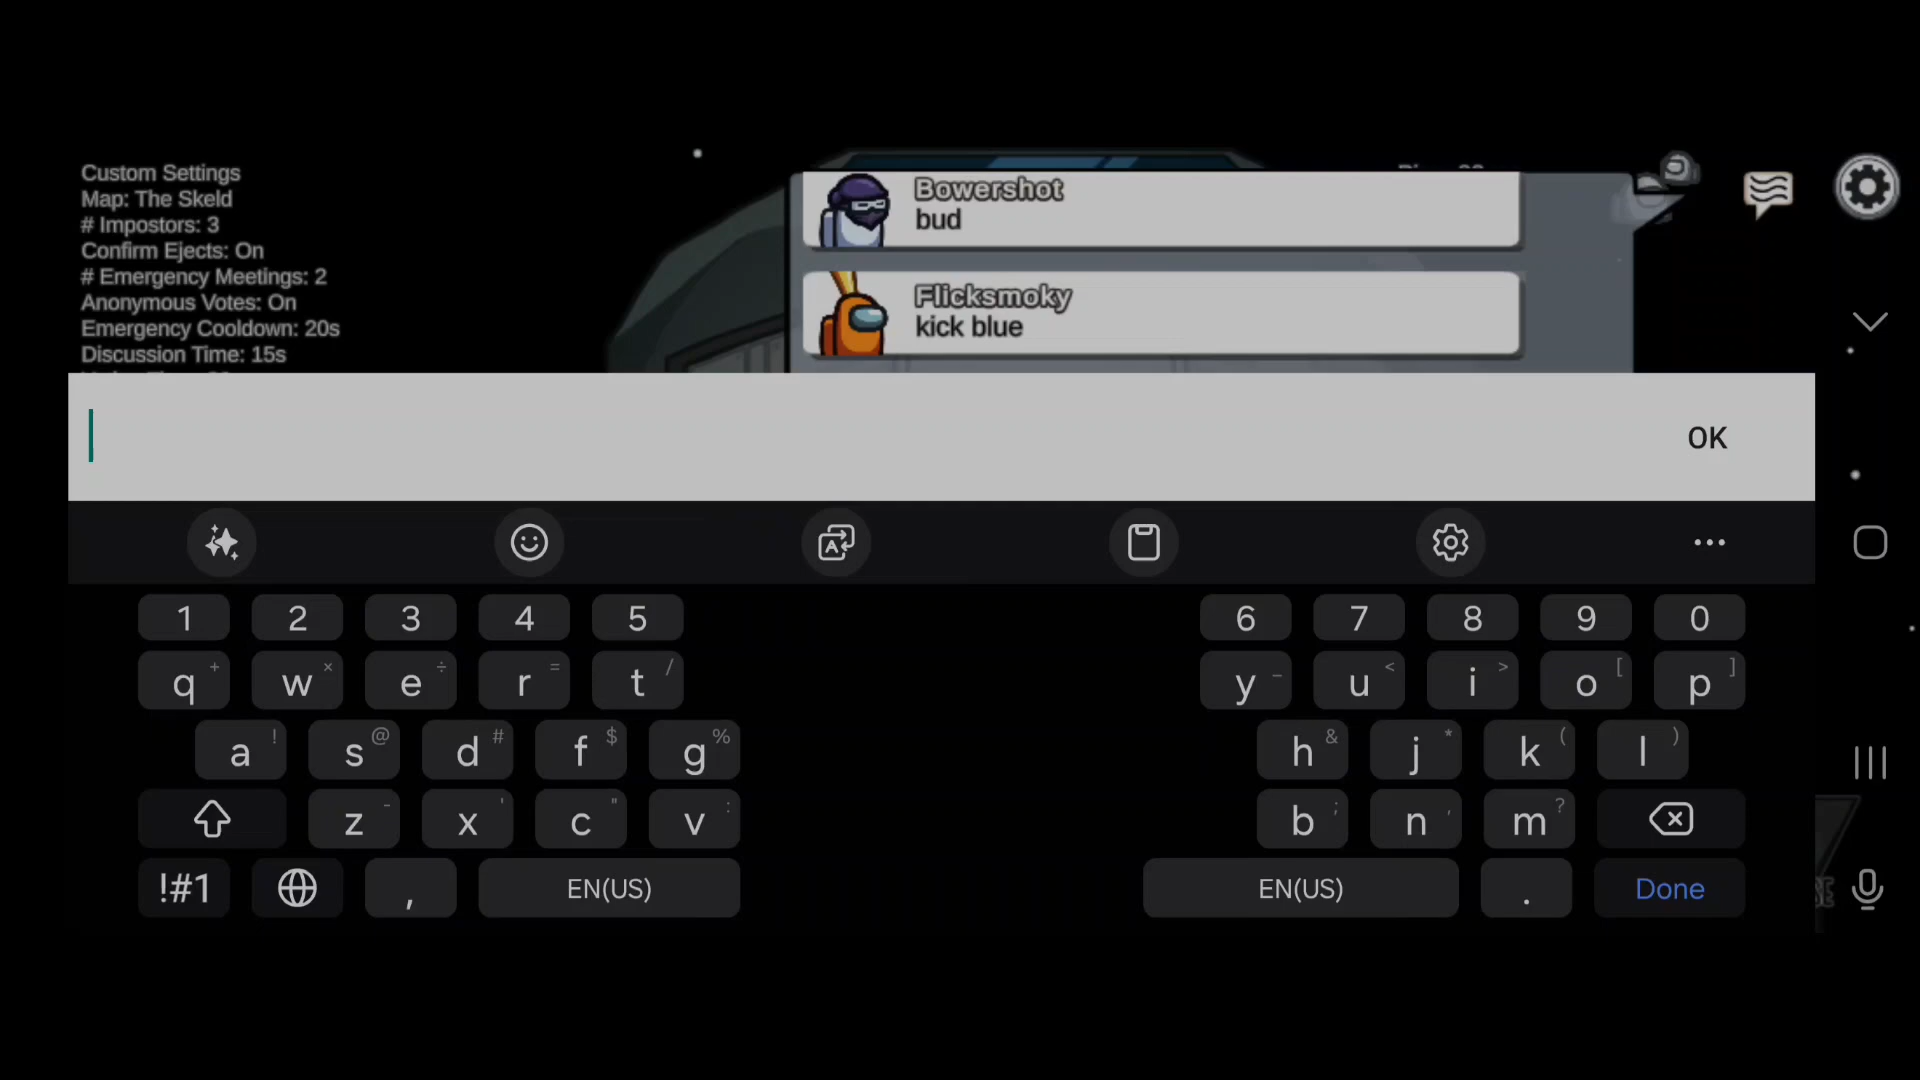 Custom Settings
Map: The Skeld
# Impostors: 3
Confirm Ejects: On
# Emergency Meetings: 2
Anonymous Votes: On
Emergency Cooldown: 20s
Discussion Time: 15s
Bowershot
bud
Flicksmoky
kick blue
OK
1 2 3 4 5 6 7 8 9 0
q + w × e ÷ r = t / y _ u < i > o [ p ]
a ! s @ d # f $ g % h & j * k ( l )
z - x ' c " v : b ; n , m ?
!#1 , EN(US) EN(US) . Done